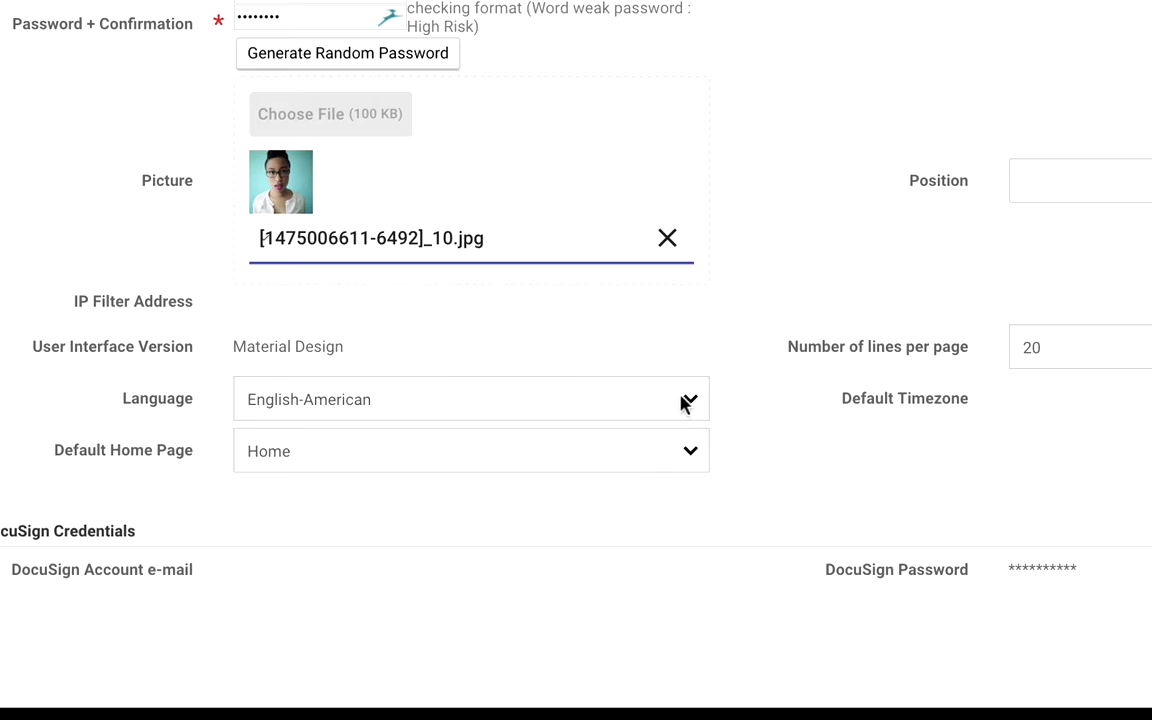 Password + Confirmation * •••••••• checking format (Word weak password :
High Risk)
Generate Random Password
Choose File (100 KB)
Picture
Position
[1475006611-6492]_10.jpg
IP Filter Address
User Interface Version Material Design
Number of lines per page 20
Language English-American
Default Timezone
Default Home Page Home
cuSign Credentials
DocuSign Account e-mail
DocuSign Password **********